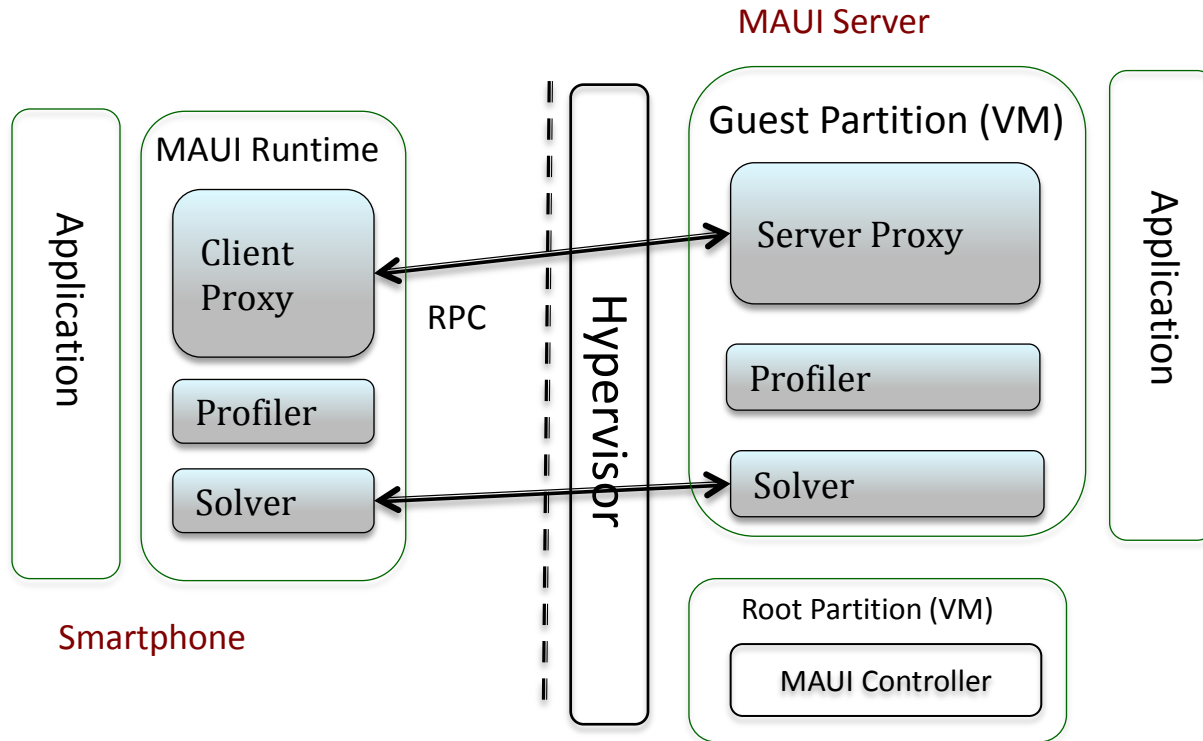 MAUI Server
Application
MAUI Runtime
Client
Proxy
Profiler
Solver
Smartphone
RPC
Hypervisor
Guest Partition (VM)
Server Proxy
Profiler
Solver
Application
Root Partition (VM)
MAUI Controller